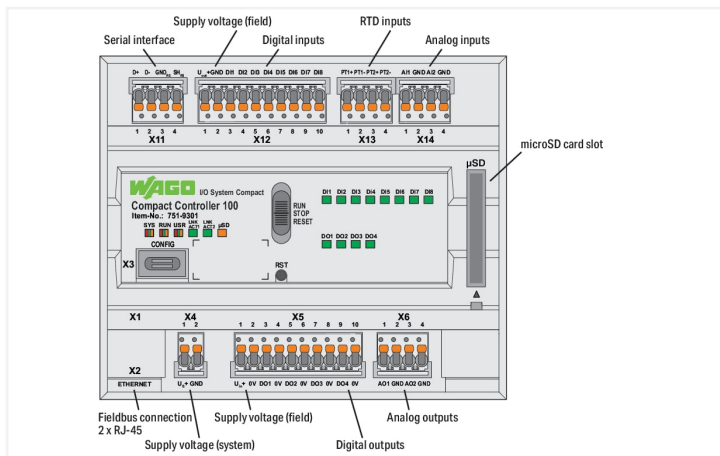 Supply voltage (field)
RTD inputs
Serial interface
Digital inputs
Analog inputs
D+ D- GND SH
U +GND DI1 DI2 DI3 DI4 DI5 DI6 DI7 DI8
PT1+ PT1- PT2+ PT2-
AI1 GND AI2 GND
1 2 3 4
1 2 3 4 5 6 7 8 9 10
1 2 3 4
1 2 3 4
X11
X12
X13
X14
microSD card slot
µSD
WAGO I/O System Compact
Compact Controller 100
Item-No.: 751-9301
SYS RUN USR LNK ACT1 LNK ACT2 µSD
RUN
STOP
RESET
DI1 DI2 DI3 DI4 DI5 DI6 DI7 DI8
DO1 DO2 DO3 DO4
CONFIG
X3
RST
X1
X4
X5
X6
1 2
1 2 3 4 5 6 7 8 9 10
1 2 3 4
X2
ETHERNET
U + GND
U + 0V DO1 0V DO2 0V DO3 0V DO4 0V
AO1 GND AO2 GND
Fieldbus connection
2 x RJ-45
Supply voltage (field)
Analog outputs
Supply voltage (system)
Digital outputs